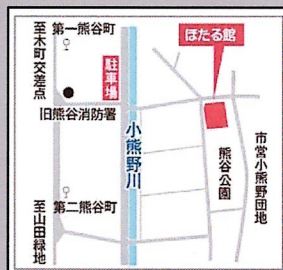 至木町交差点
第一熊谷町
旧熊谷消防署
駐車場
ほたる館
小熊野川
熊谷公園
市営小熊野団地
第二熊谷町
至山田緑地